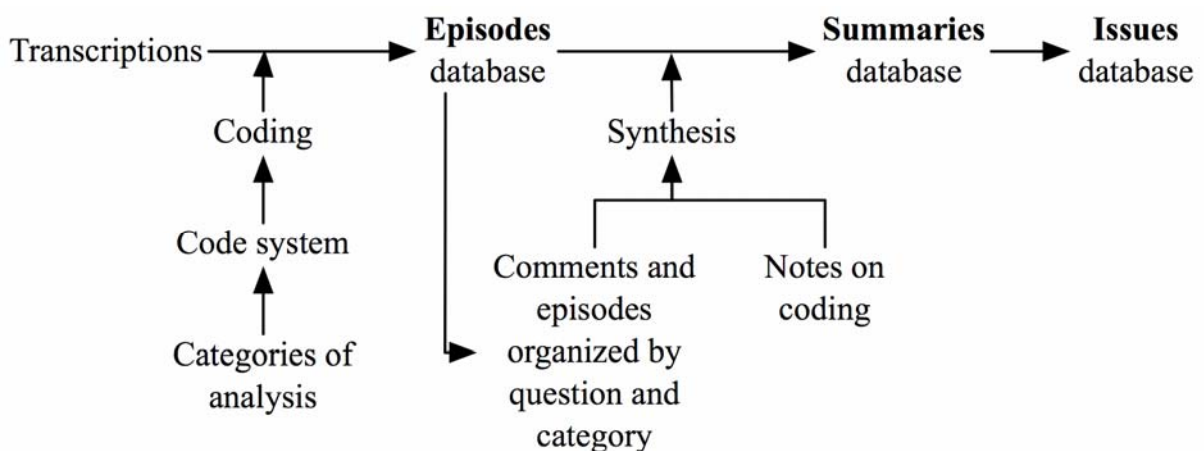 Transcriptions
Episodes
database
Summaries
database
Issues
database
Coding
Synthesis
Code system
Categories of
analysis
Comments and
episodes
organized by
question and
category
Notes on
coding